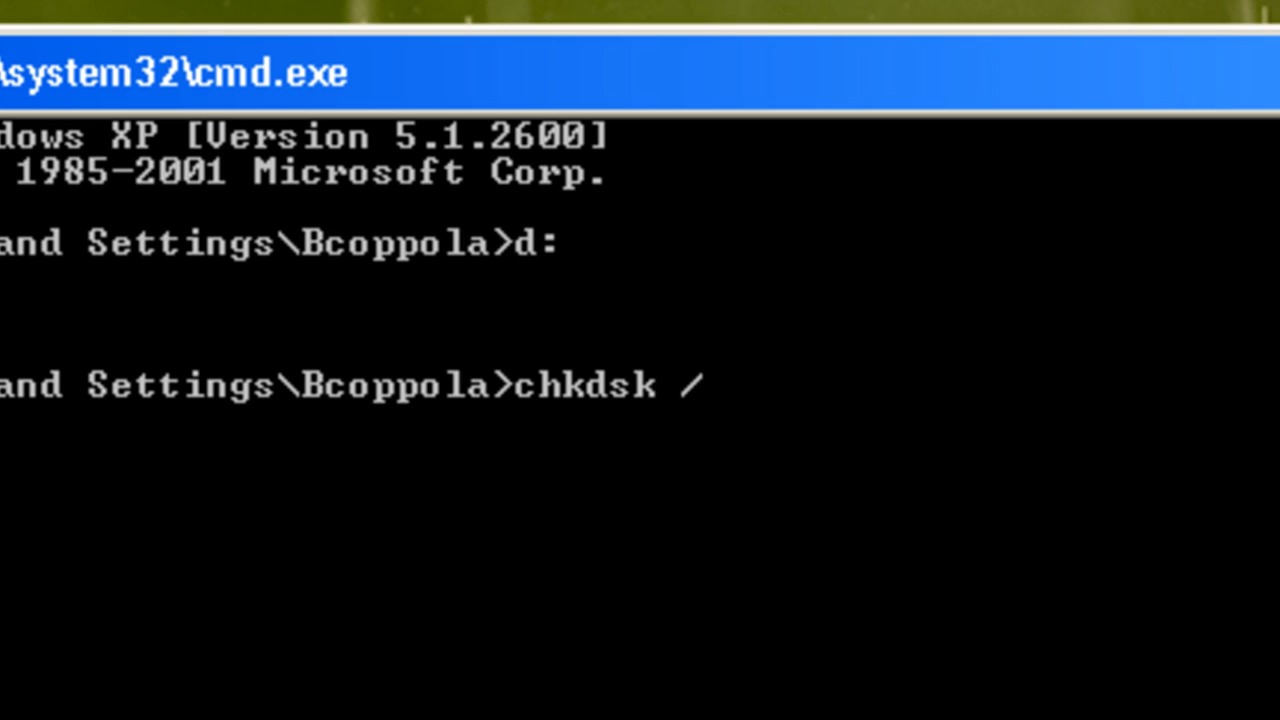 \system32\cmd.exe
dows XP [Version 5.1.2600]
1985-2001 Microsoft Corp.
and Settings\Bcoppola>d:
and Settings\Bcoppola>chkdsk /